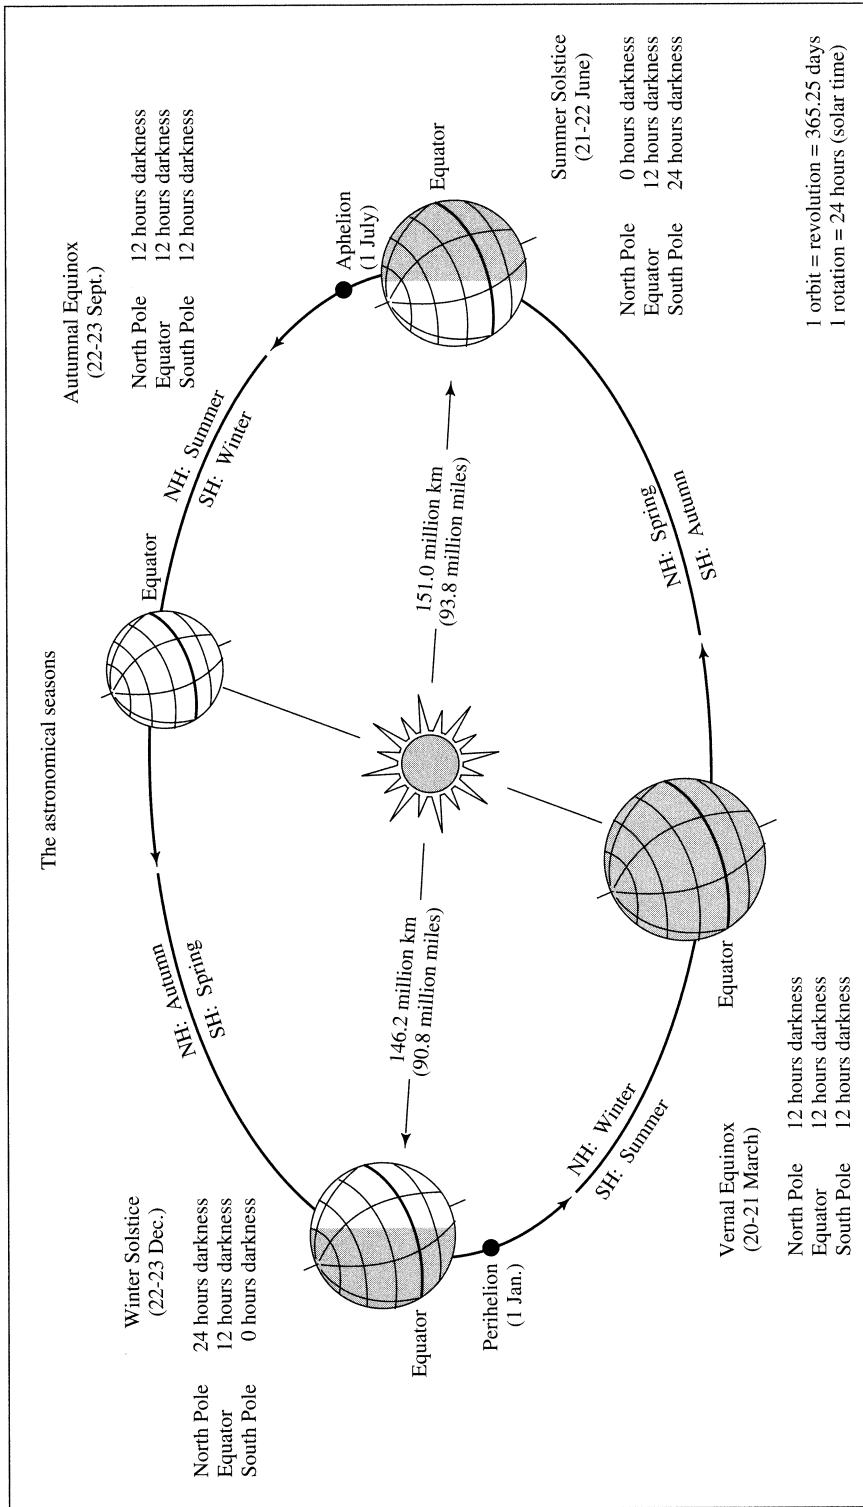 The astronomical seasons
Winter Solstice
(22-23 Dec.)
North Pole 24 hours darkness
Equator 12 hours darkness
South Pole 0 hours darkness
Autumnal Equinox
(22-23 Sept.)
North Pole 12 hours darkness
Equator 12 hours darkness
South Pole 12 hours darkness
NH: Autumn
SH: Spring
Equator
NH: Summer
SH: Winter
Aphelion
(1 July)
Equator
Equator
146.2 million km
(90.8 million miles)
151.0 million km
(93.8 million miles)
Perihelion
(1 Jan.)
NH: Winter
SH: Summer
Equator
NH: Spring
SH: Autumn
Summer Solstice
(21-22 June)
North Pole 0 hours darkness
Equator 12 hours darkness
South Pole 24 hours darkness
Vernal Equinox
(20-21 March)
North Pole 12 hours darkness
Equator 12 hours darkness
South Pole 12 hours darkness
1 orbit = revolution = 365.25 days
1 rotation = 24 hours (solar time)